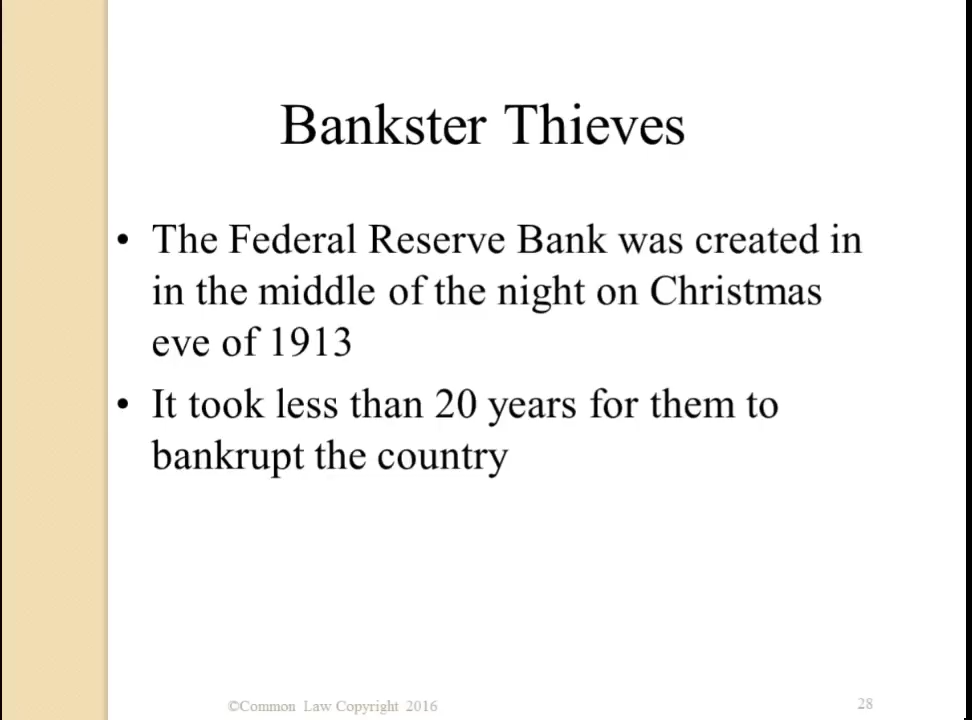 Bankster Thieves
• The Federal Reserve Bank was created in
in the middle of the night on Christmas
eve of 1913
• It took less than 20 years for them to
bankrupt the country
©Common Law Copyright 2016
28